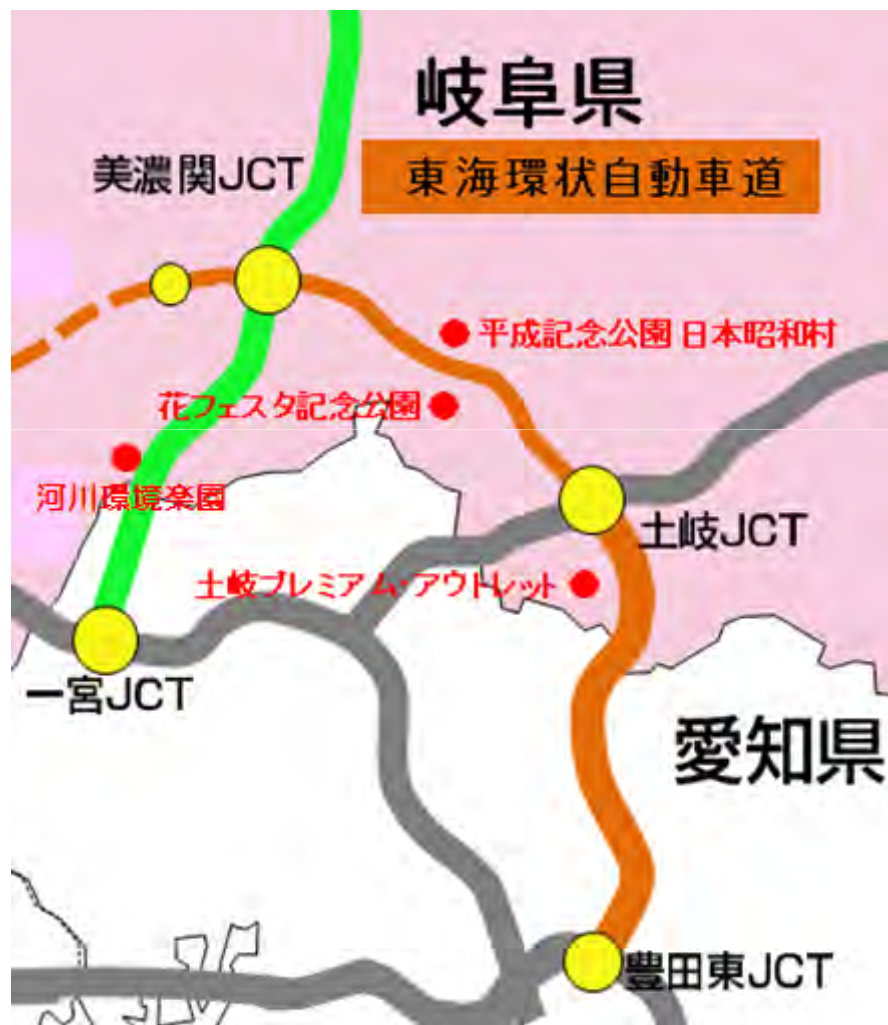 岐阜県
美濃関JCT
東海環状自動車道
平成記念公園 日本昭和村
花フェスタ記念公園
河川環境楽園
土岐JCT
土岐プレミアム・アウトレット
一宮JCT
愛知県
豊田東JCT